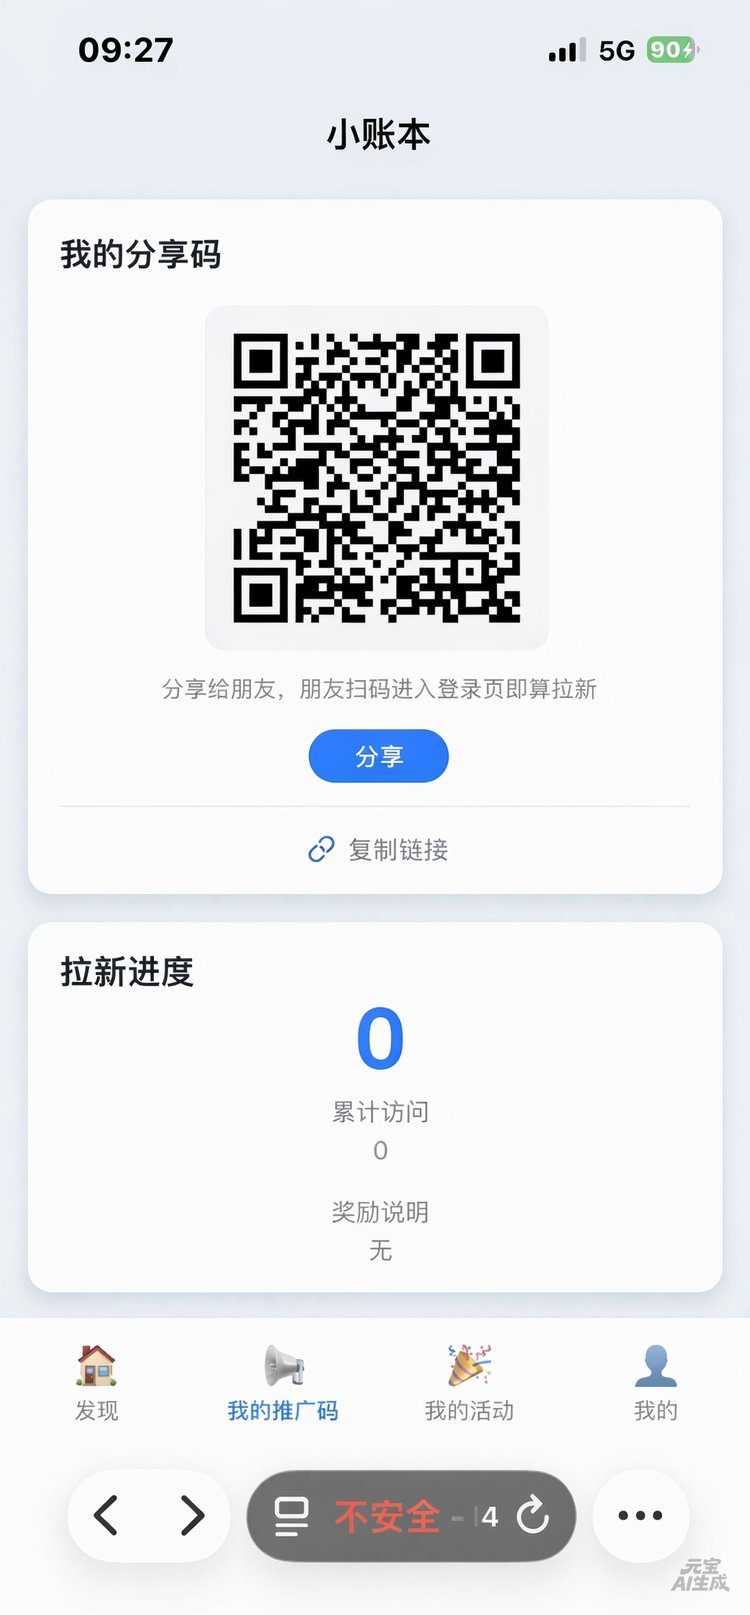 09:27
5G
90
小账本
我的分享码
分享给朋友，朋友扫码进入登录页即算拉新
分享
复制链接
拉新进度
0
累计访问
0
奖励说明
无
发现
我的推广码
我的活动
我的
不安全
4
元宝
AI生成